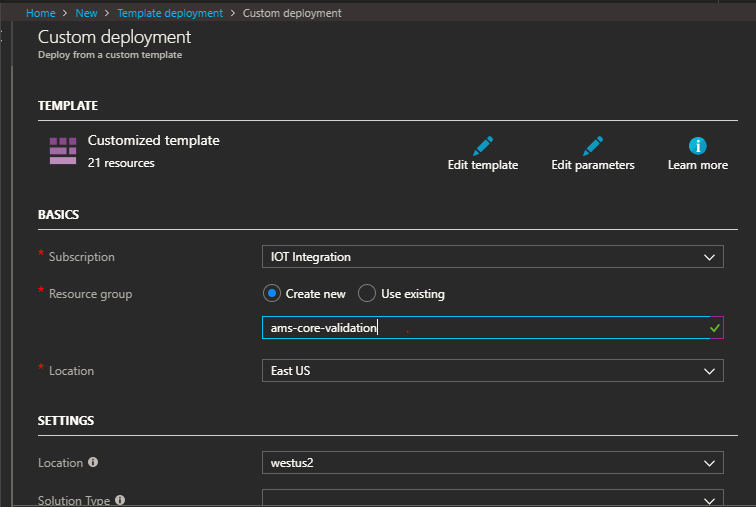 Home > New > Template deployment > Custom deployment
Custom deployment
Deploy from a custom template
TEMPLATE
Customized template
21 resources
Edit template
Edit parameters
Learn more
BASICS
* Subscription
IOT Integration
* Resource group
Create new
Use existing
ams-core-validation
* Location
East US
SETTINGS
Location
westus2
Solution Type